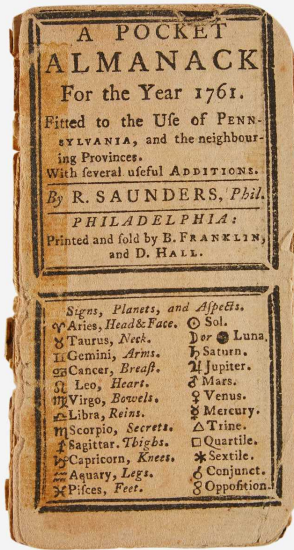 A POCKET
ALMANACK
For the Year 1761.
Fitted to the Uſe of PENN-
SYLVANIA, and the neighbour-
ing Provinces.
With ſeveral uſeful ADDITIONS.
By R. SAUNDERS, Phil.
PHILADELPHIA:
Printed and ſold by B. FRANKLIN,
and D. HALL.
Signs, Planets, and Aſpects.
♈ Aries, Head & Face. ☉ Sol.
♉ Taurus, Neck. ☽ or ● Luna.
♊ Gemini, Arms. ♄ Saturn.
♋ Cancer, Breaſt. ♃ Jupiter.
♌ Leo, Heart. ♂ Mars.
♍ Virgo, Bowels. ♀ Venus.
♎ Libra, Reins. ☿ Mercury.
♏ Scorpio, Secrets. △ Trine.
♐ Sagittar. Thighs. □ Quartile.
♑ Capricorn, Knees. ⚹ Sextile.
♒ Aquary, Legs. ☌ Conjunct.
♓ Piſces, Feet. ☍ Oppoſition.